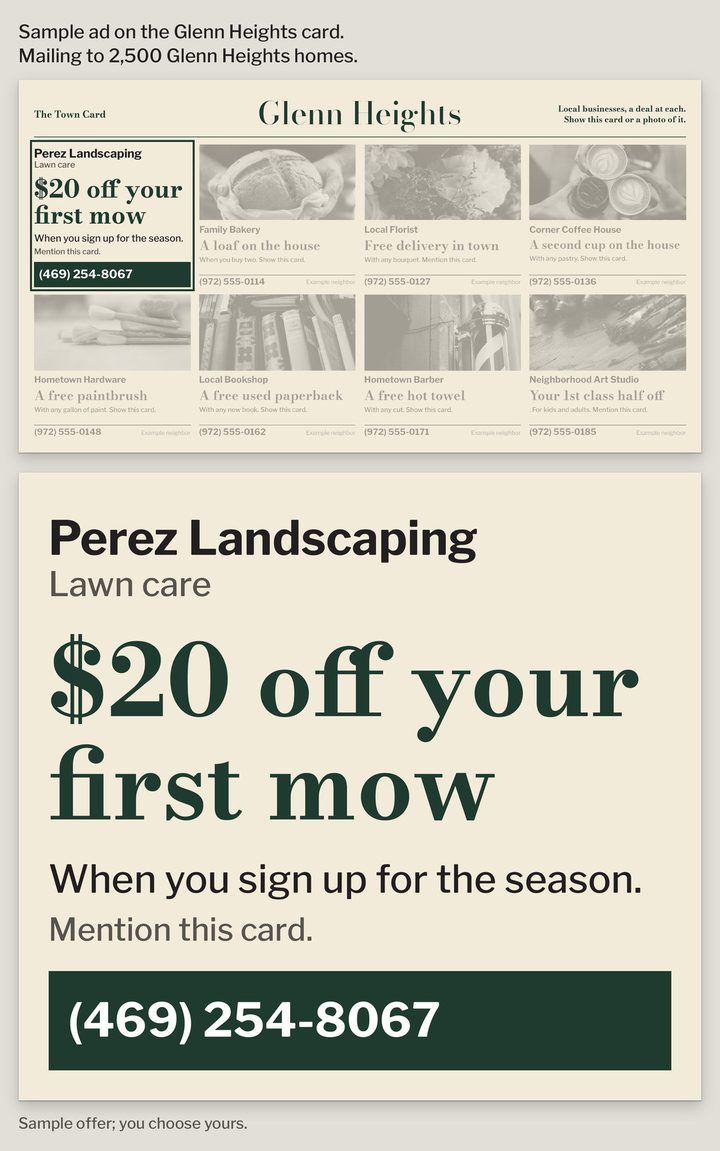 Sample ad on the Glenn Heights card.
Mailing to 2,500 Glenn Heights homes.
The Town Card
Glenn Heights
Local businesses, a deal at each.
Show this card or a photo of it.
Perez Landscaping
Lawn care
$20 off your
first mow
When you sign up for the season.
Mention this card.
(469) 254-8067
Family Bakery
A loaf on the house
When you buy two. Show this card.
(972) 555-0114
Example neighbor
Local Florist
Free delivery in town
With any bouquet. Mention this card.
(972) 555-0127
Example neighbor
Corner Coffee House
A second cup on the house
With any pastry. Show this card.
(972) 555-0136
Example neighbor
Hometown Hardware
A free paintbrush
With any gallon of paint. Show this card.
(972) 555-0148
Example neighbor
Local Bookshop
A free used paperback
With any new book. Show this card.
(972) 555-0162
Example neighbor
Hometown Barber
A free hot towel
With any cut. Show this card.
(972) 555-0171
Example neighbor
Neighborhood Art Studio
Your 1st class half off
For kids and adults. Mention this card.
(972) 555-0185
Example neighbor
Perez Landscaping
Lawn care
$20 off your
first mow
When you sign up for the season.
Mention this card.
(469) 254-8067
Sample offer; you choose yours.